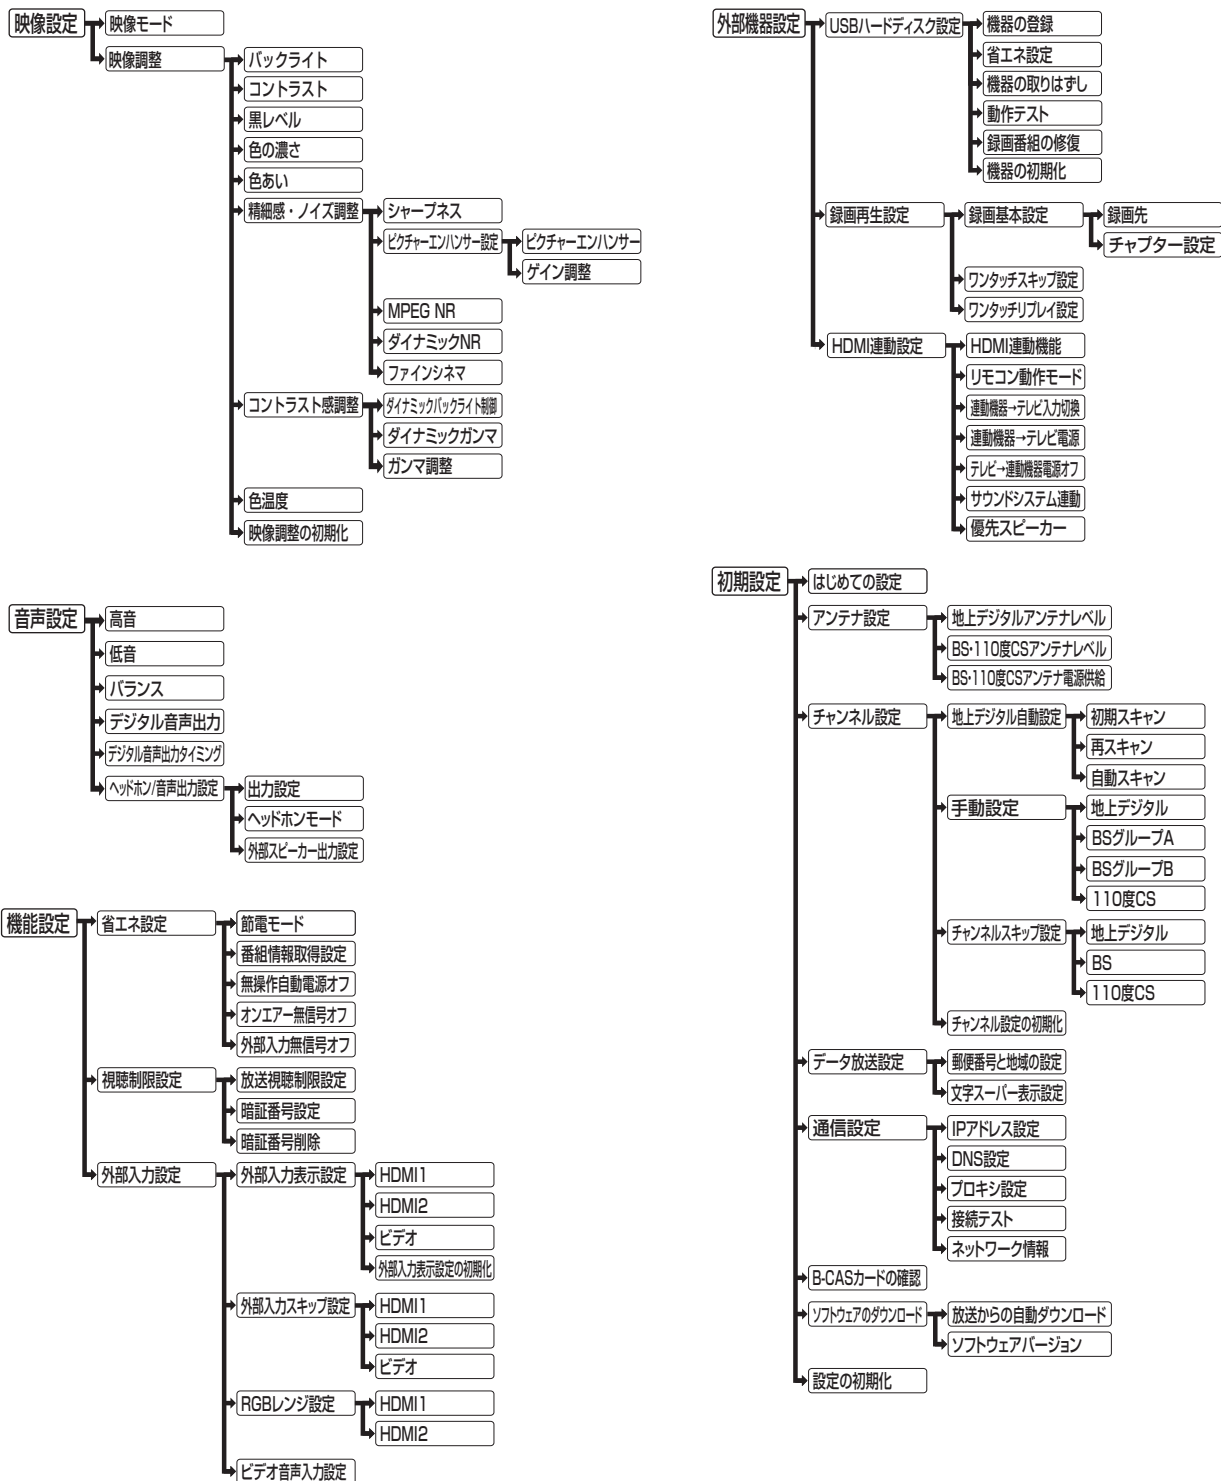 映像設定
映像モード
映像調整
バックライト
コントラスト
黒レベル
色の濃さ
色あい
精細感・ノイズ調整
シャープネス
ピクチャーエンハンサー設定
ピクチャーエンハンサー
ゲイン調整
MPEG NR
ダイナミックNR
ファインシネマ
コントラスト感調整
ダイナミックバックライト制御
ダイナミックガンマ
ガンマ調整
色温度
映像調整の初期化
音声設定
高音
低音
バランス
デジタル音声出力
デジタル音声出力タイミング
ヘッドホン/音声出力設定
出力設定
ヘッドホンモード
外部スピーカー出力設定
機能設定
省エネ設定
節電モード
番組情報取得設定
無操作自動電源オフ
オンエアー無信号オフ
外部入力無信号オフ
視聴制限設定
放送視聴制限設定
暗証番号設定
暗証番号削除
外部入力設定
外部入力表示設定
HDMI1
HDMI2
ビデオ
外部入力表示設定の初期化
外部入力スキップ設定
HDMI1
HDMI2
ビデオ
RGBレンジ設定
HDMI1
HDMI2
ビデオ音声入力設定
外部機器設定
USBハードディスク設定
機器の登録
省エネ設定
機器の取りはずし
動作テスト
録画番組の修復
機器の初期化
録画再生設定
録画基本設定
録画先
チャプター設定
ワンタッチスキップ設定
ワンタッチリプレイ設定
HDMI連動設定
HDMI連動機能
リモコン動作モード
連動機器→テレビ入力切換
連動機器→テレビ電源
テレビ→連動機器電源オフ
サウンドシステム連動
優先スピーカー
初期設定
はじめての設定
アンテナ設定
地上デジタルアンテナレベル
BS・110度CSアンテナレベル
BS・110度CSアンテナ電源供給
チャンネル設定
地上デジタル自動設定
初期スキャン
再スキャン
自動スキャン
手動設定
地上デジタル
BSグループA
BSグループB
110度CS
チャンネルスキップ設定
地上デジタル
BS
110度CS
チャンネル設定の初期化
データ放送設定
郵便番号と地域の設定
文字スーパー表示設定
通信設定
IPアドレス設定
DNS設定
プロキシ設定
接続テスト
ネットワーク情報
B-CASカードの確認
ソフトウェアのダウンロード
放送からの自動ダウンロード
ソフトウェアバージョン
設定の初期化